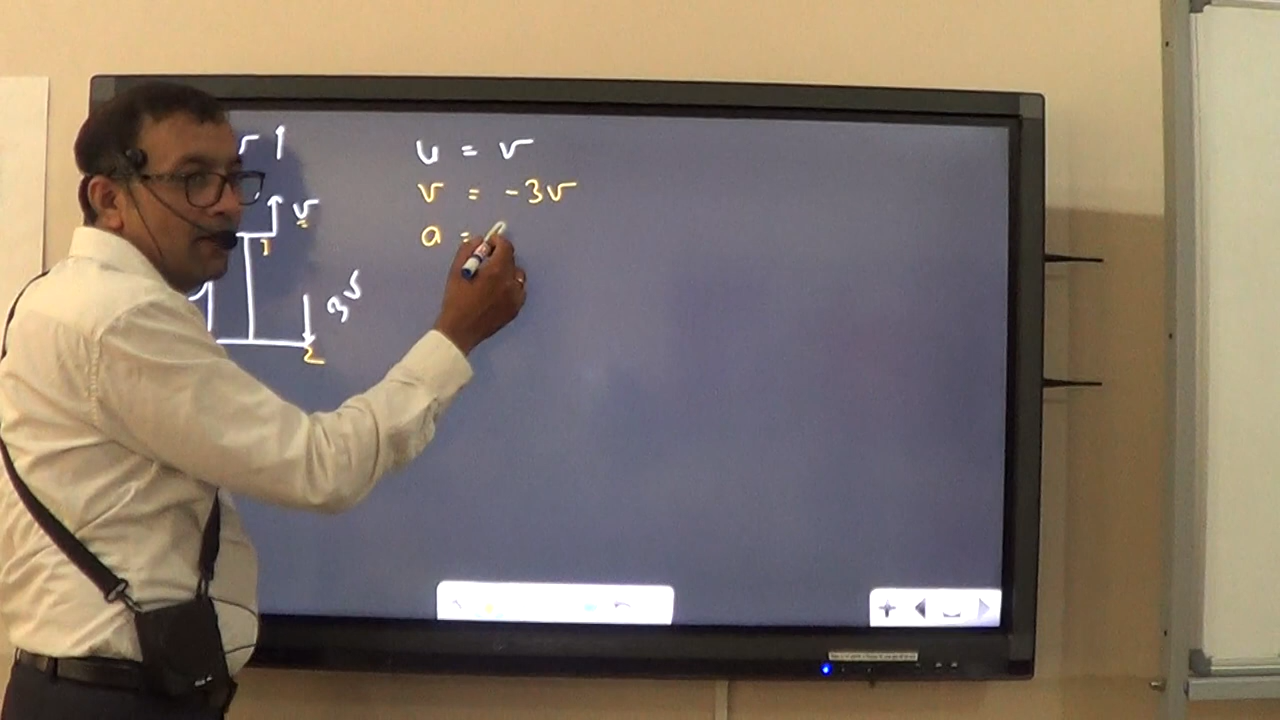 u = v
v = -3v
a =
v
1
3v
2